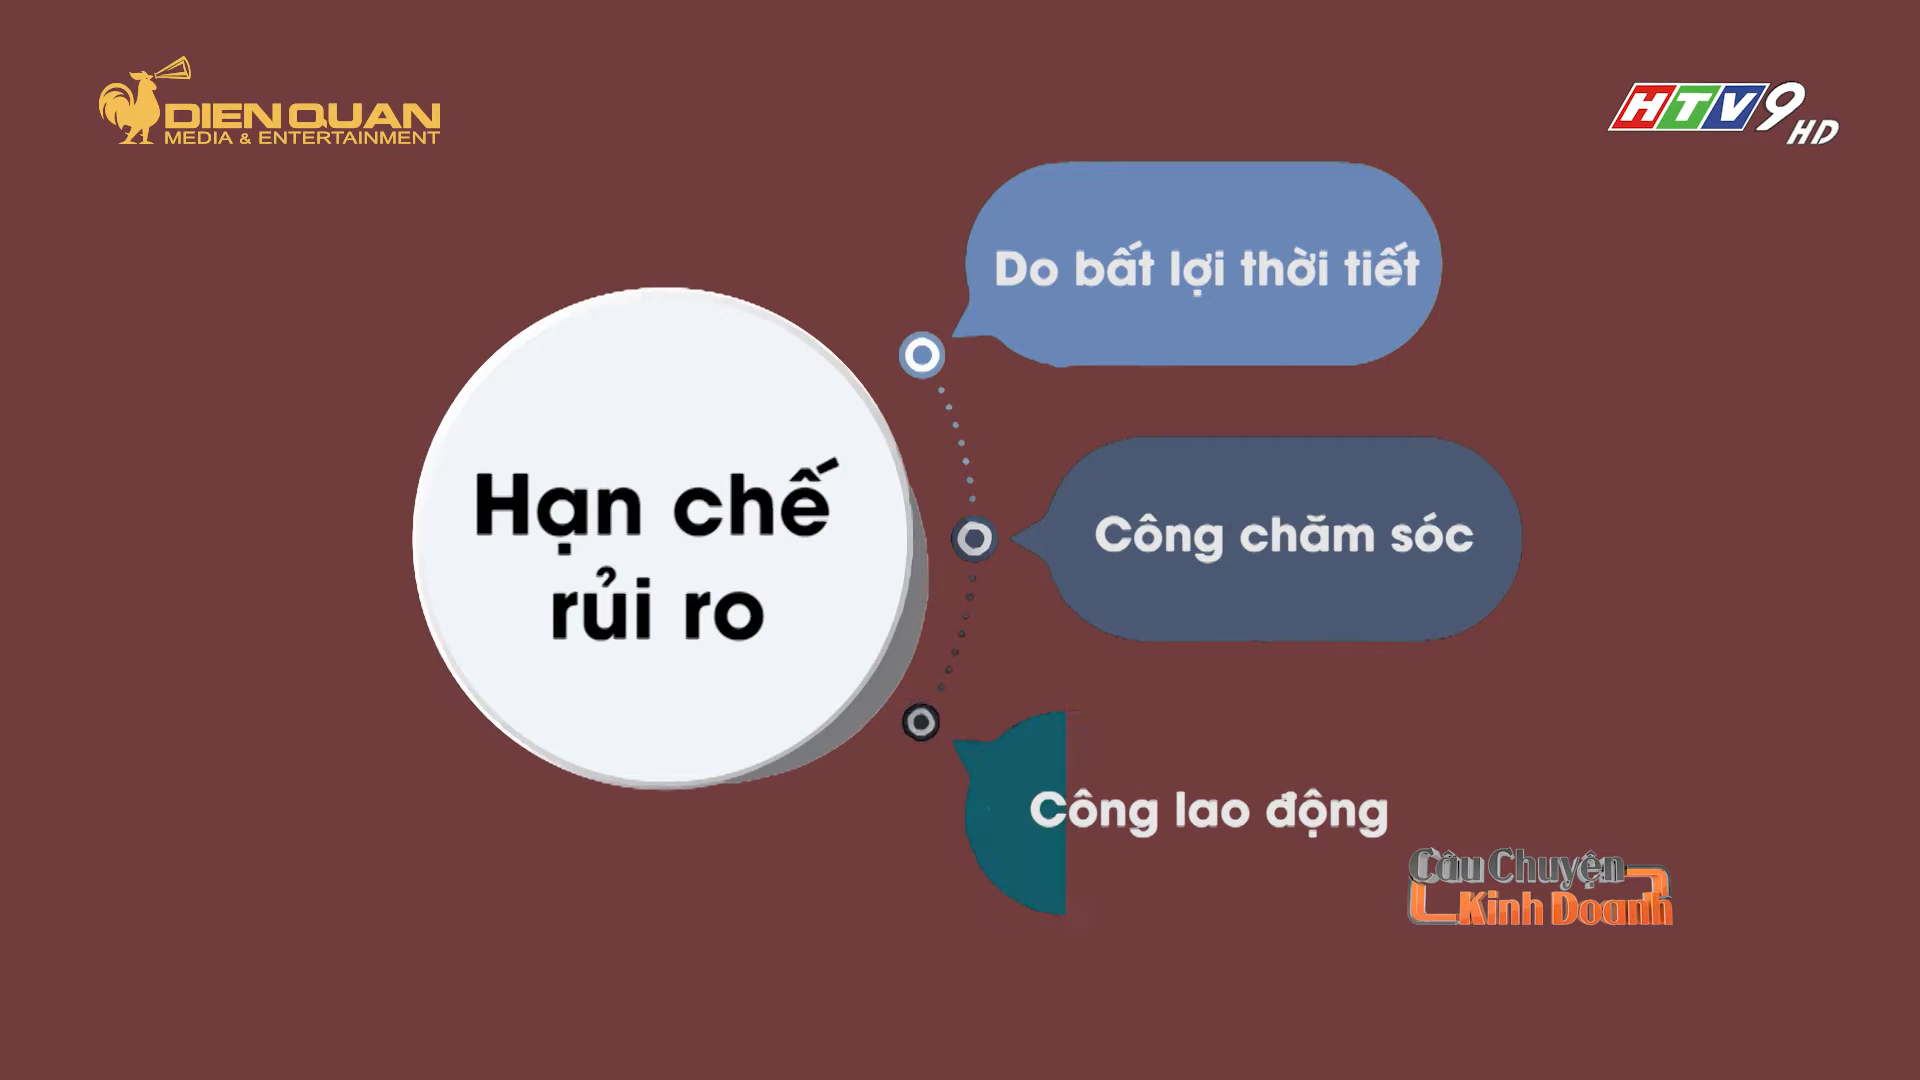 DIEN QUAN
MEDIA & ENTERTAINMENT
HTV9
HD
Do bất lợi thời tiết
Hạn chế
rủi ro
Công chăm sóc
Công lao động
Câu Chuyện
Kinh Doanh